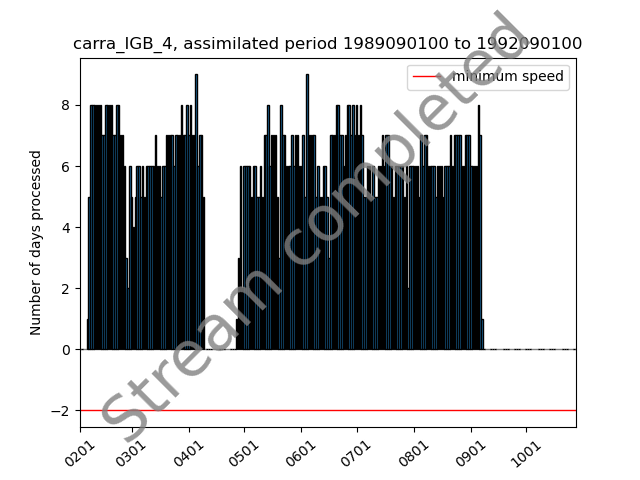 carra_IGB_4, assimilated period 1989090100 to 1992090100
minimum speed
Number of days processed
8
6
4
2
0
−2
0201 0301 0401 0501 0601 0701 0801 0901 1001
Stream completed